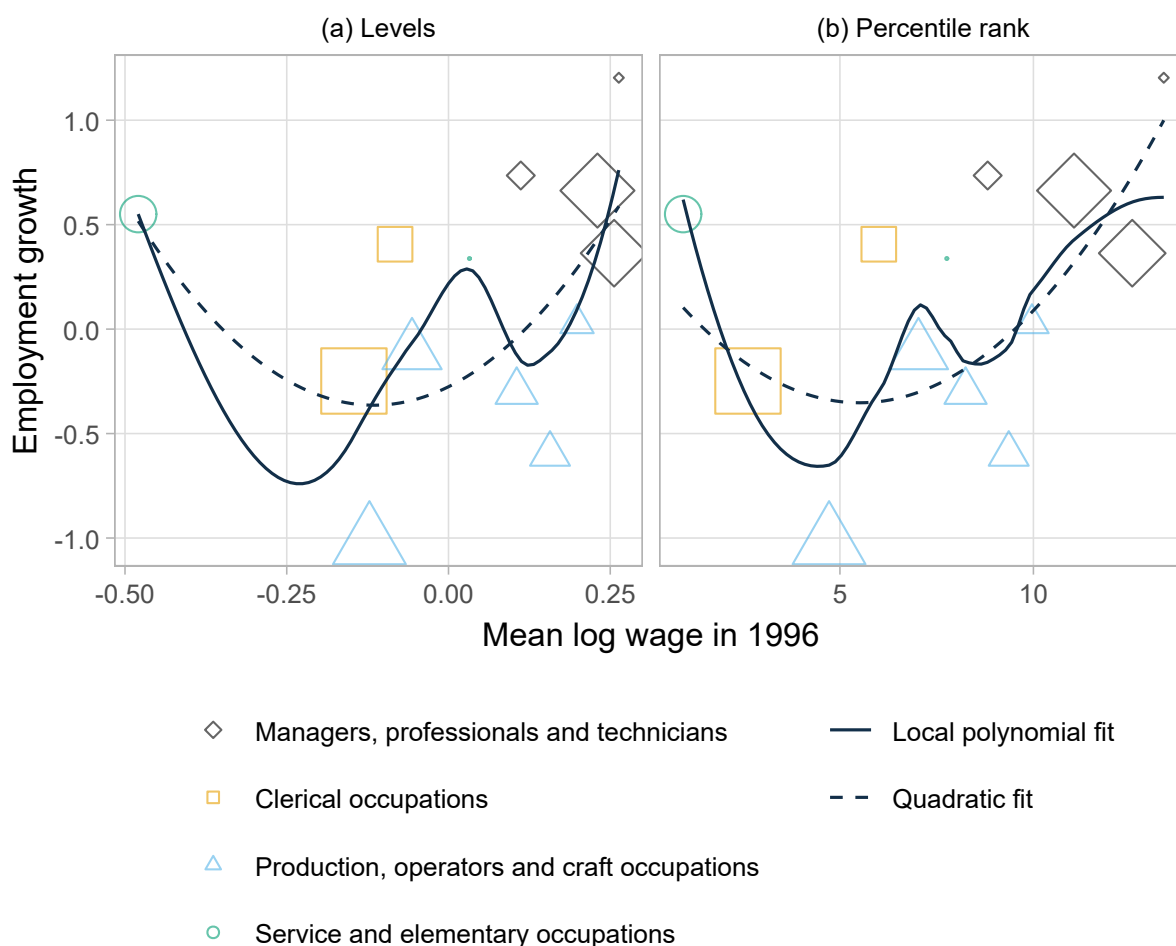 (a) Levels
(b) Percentile rank
Employment growth
1.0
0.5
0.0
-0.5
-1.0
-0.50
-0.25
0.00
0.25
5
10
Mean log wage in 1996
Managers, professionals and technicians
Clerical occupations
Production, operators and craft occupations
Service and elementary occupations
Local polynomial fit
Quadratic fit